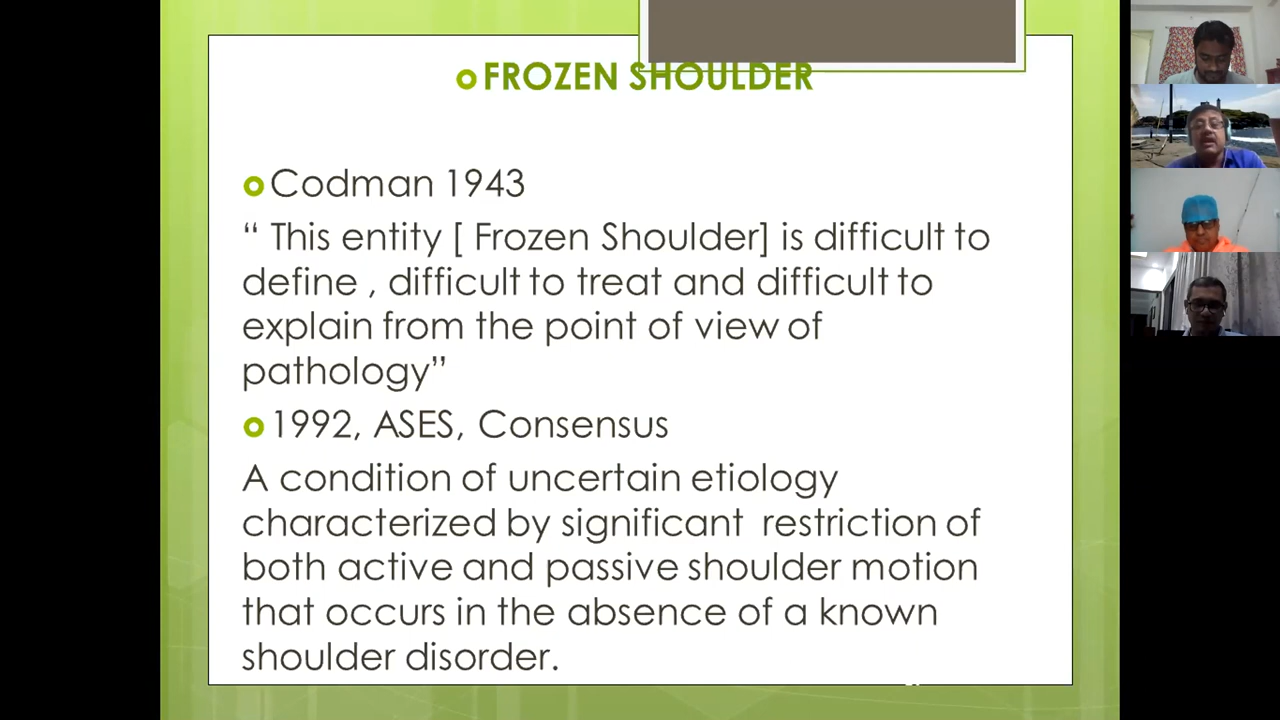 FROZEN SHOULDER
Codman 1943
“ This entity [ Frozen Shoulder] is difficult to
define , difficult to treat and difficult to
explain from the point of view of
pathology”
1992, ASES, Consensus
A condition of uncertain etiology
characterized by significant  restriction of
both active and passive shoulder motion
that occurs in the absence of a known
shoulder disorder.